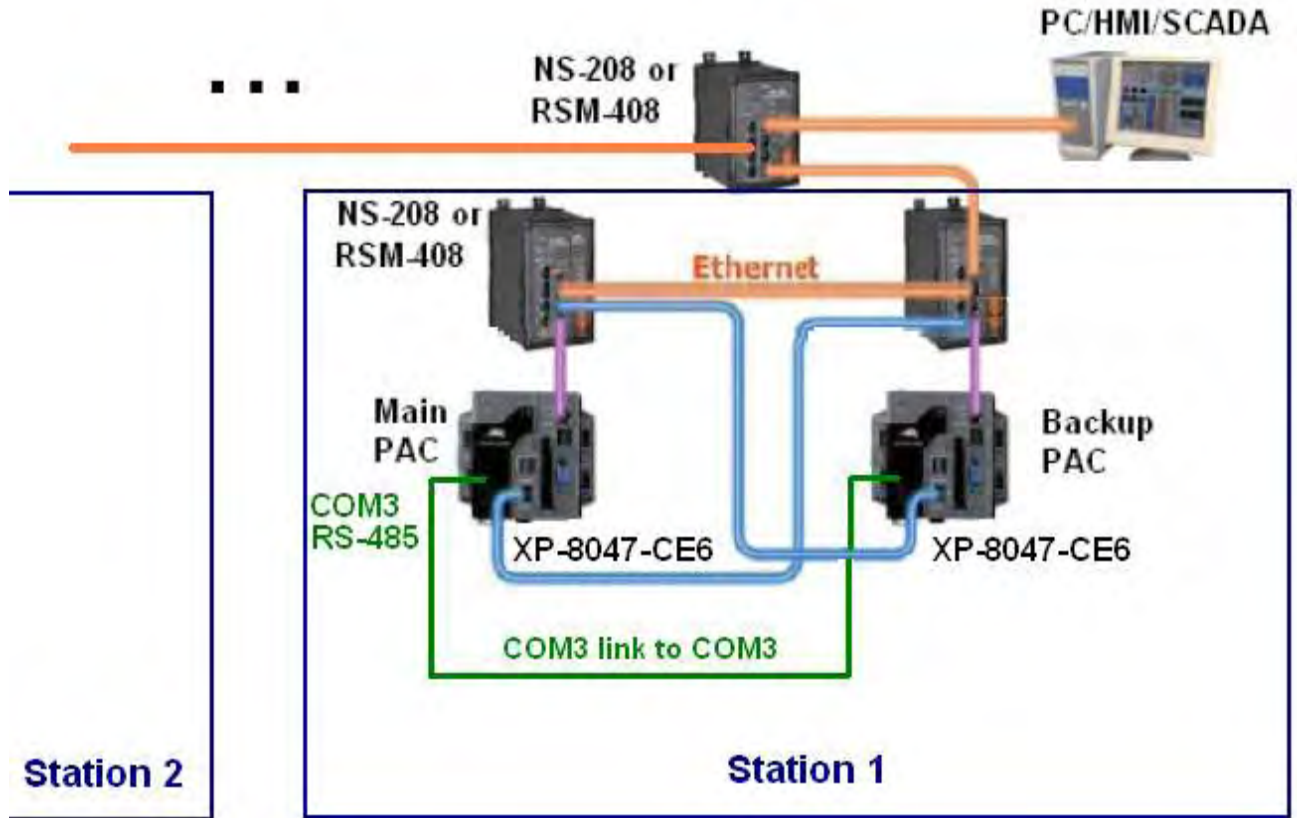 PC/HMI/SCADA
NS-208 or
RSM-408
. . .
NS-208 or
RSM-408
Ethernet
Main
PAC
Backup
PAC
COM3
RS-485
XP-8047-CE6
XP-8047-CE6
COM3 link to COM3
Station 2
Station 1